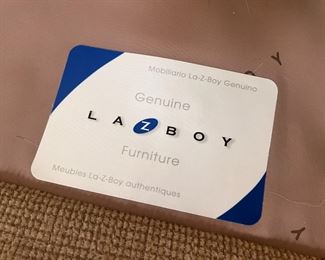 Mobiliario La-Z-Boy Genuino
Genuine
LA Z BOY
Furniture
Meubles La-Z-Boy authentiques